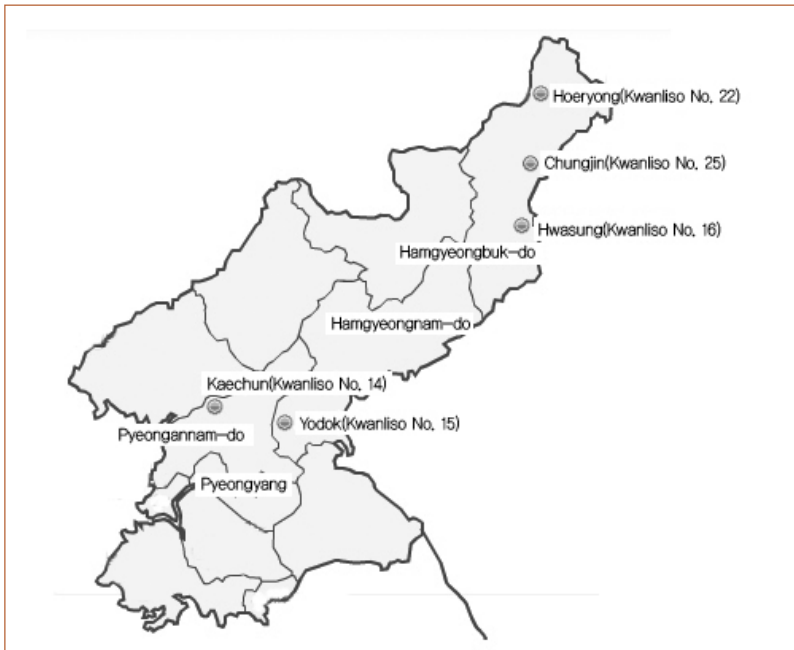 Hoeryong(Kwanliso No. 22)
Chungjin(Kwanliso No. 25)
Hwasung(Kwanliso No. 16)
Hamgyeongbuk-do
Hamgyeongnam-do
Kaechun(Kwanliso No. 14)
Yodok(Kwanliso No. 15)
Pyeongannam-do
Pyeongyang